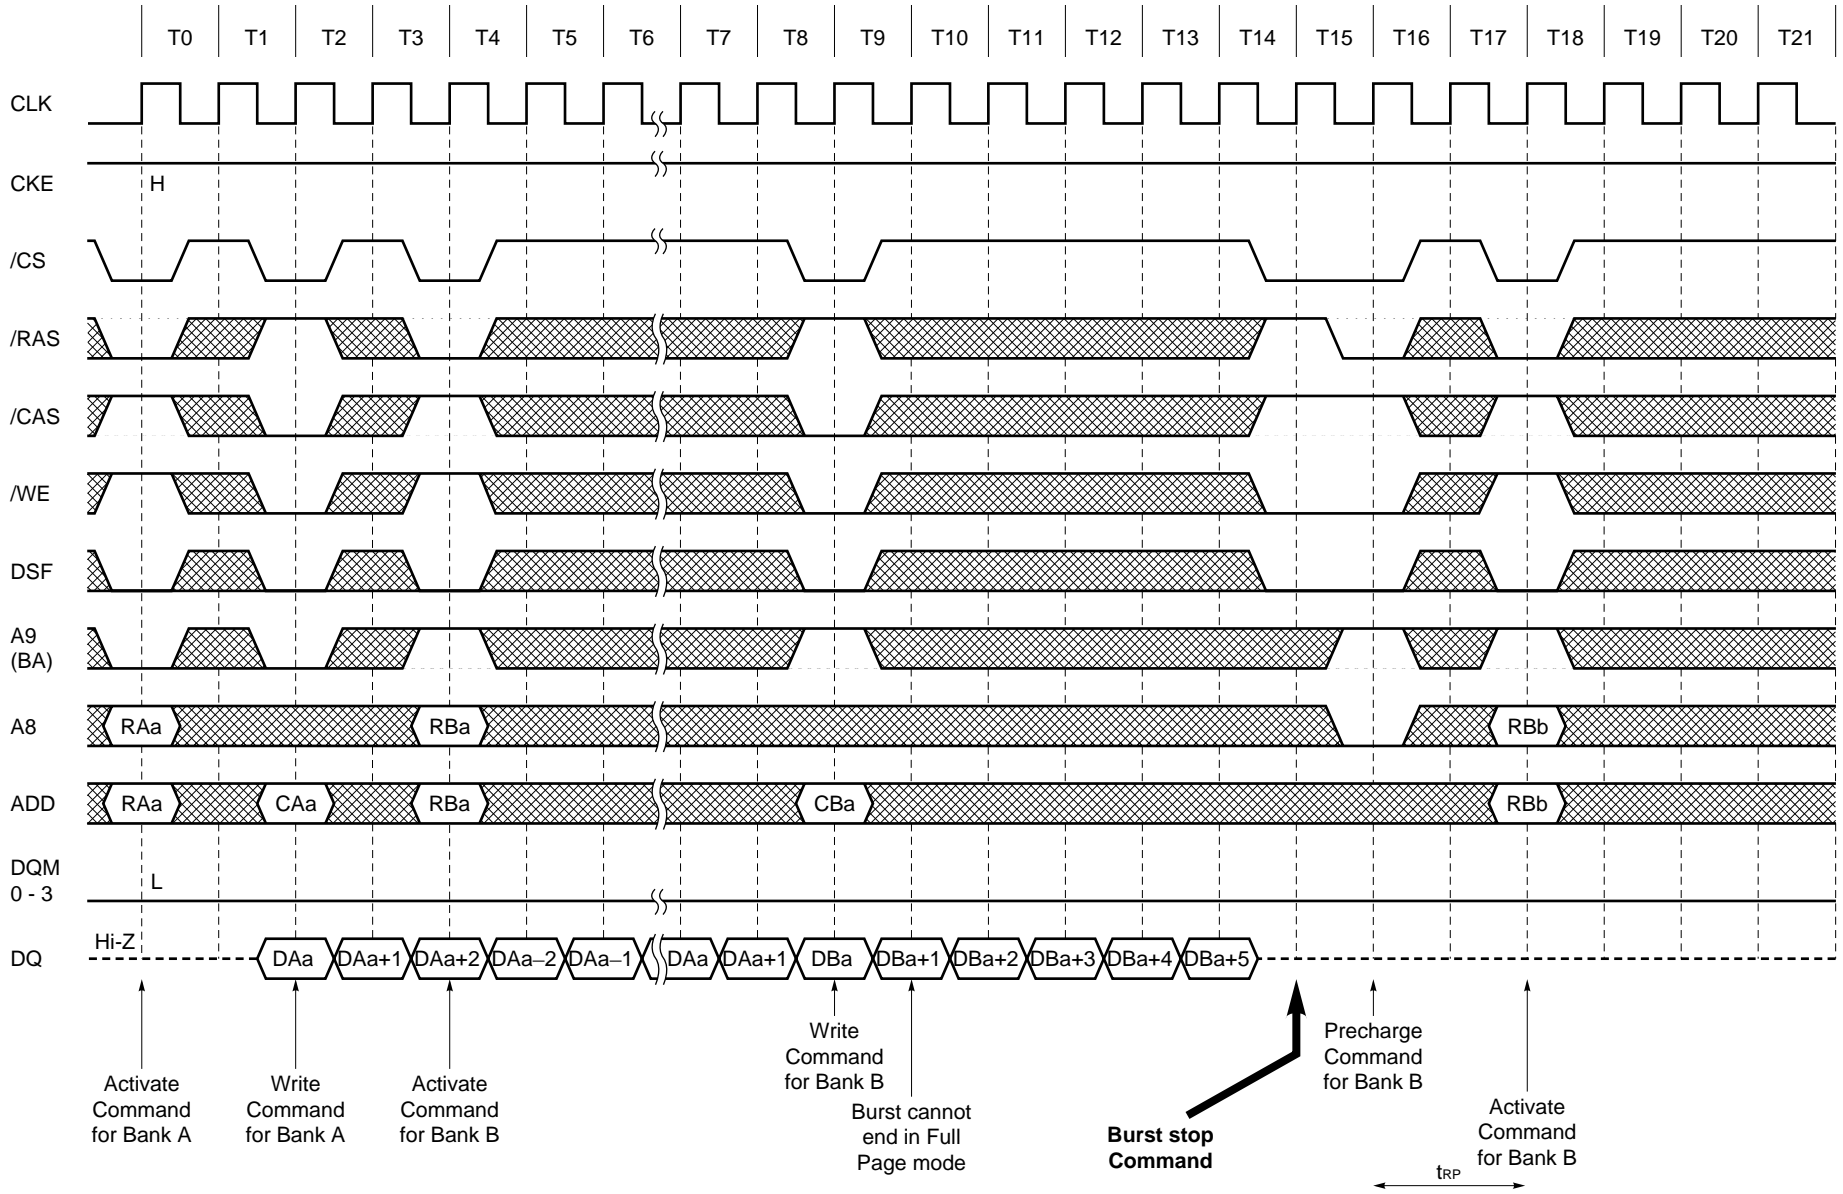 T0 T1 T2 T3 T4 T5 T6 T7 T8 T9 T10 T11 T12 T13 T14 T15 T16 T17 T18 T19 T20 T21
CLK
CKE
H
/CS
/RAS
/CAS
/WE
DSF
A9
(BA)
A8 RAa RBa RBb
ADD RAa CAa RBa CBa RBb
DQM
0 - 3
L
Hi-Z
DQ DAa DAa+1 DAa+2 DAa–2 DAa–1 DAa DAa+1 DBa DBa+1 DBa+2 DBa+3 DBa+4 DBa+5
Activate
Command
for Bank A
Write
Command
for Bank A
Activate
Command
for Bank B
Write
Command
for Bank B
Burst cannot
end in Full
Page mode
Burst stop
Command
Precharge
Command
for Bank B
Activate
Command
for Bank B
tRP